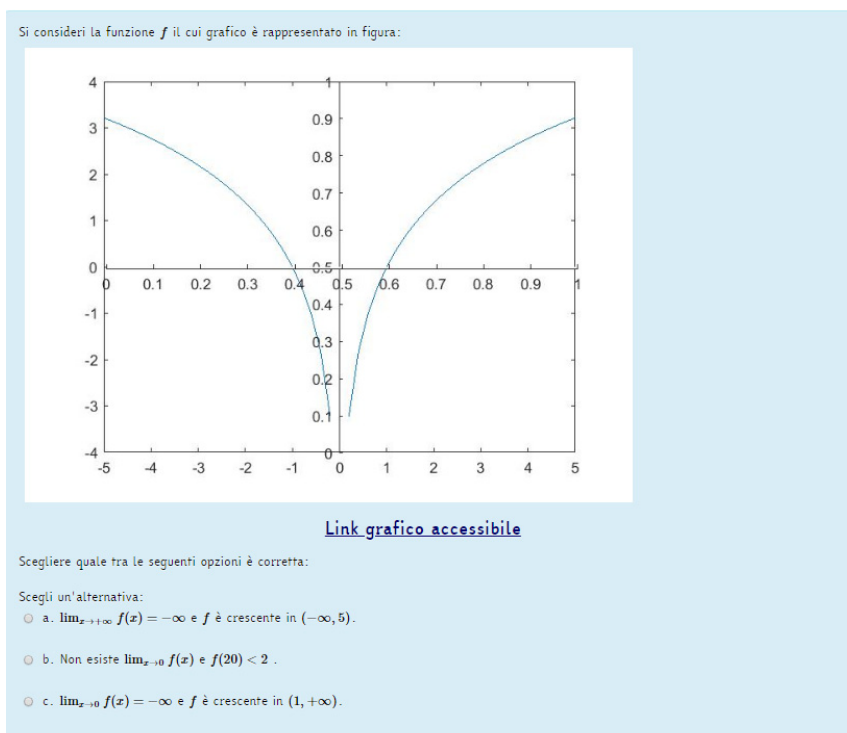 Si consideri la funzione f il cui grafico è rappresentato in figura:
4 1
3 0.9
0.8
2 0.7
1 0.6
0 0.5
0 0.1 0.2 0.3 0.4 0.5 0.6 0.7 0.8 0.9 1
0.4
-1
0.3
-2
0.2
-3
0.1
-4 0
-5 -4 -3 -2 -1 0 1 2 3 4 5
Link grafico accessibile
Scegliere quale tra le seguenti opzioni è corretta:
Scegli un'alternativa:
a. lim_{x→+∞} f(x) = −∞ e f è crescente in (−∞, 5).
b. Non esiste lim_{x→0} f(x) e f(20) < 2 .
c. lim_{x→0} f(x) = −∞ e f è crescente in (1, +∞).